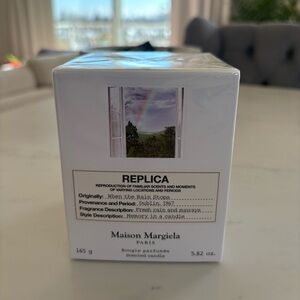 REPLICA
REPRODUCTION OF FAMILIAR SCENTS AND MOMENTS
OF VARYING LOCATIONS AND PERIODS
Originally: When the Rain Stops
Provenance and Period: Dublin, 1967
Fragrance Description: Fresh rain and sunrays
Style Description: Memory in a candle
Maison Margiela
PARIS
165 g
Bougie parfumée
Scented candle
5.82 oz.